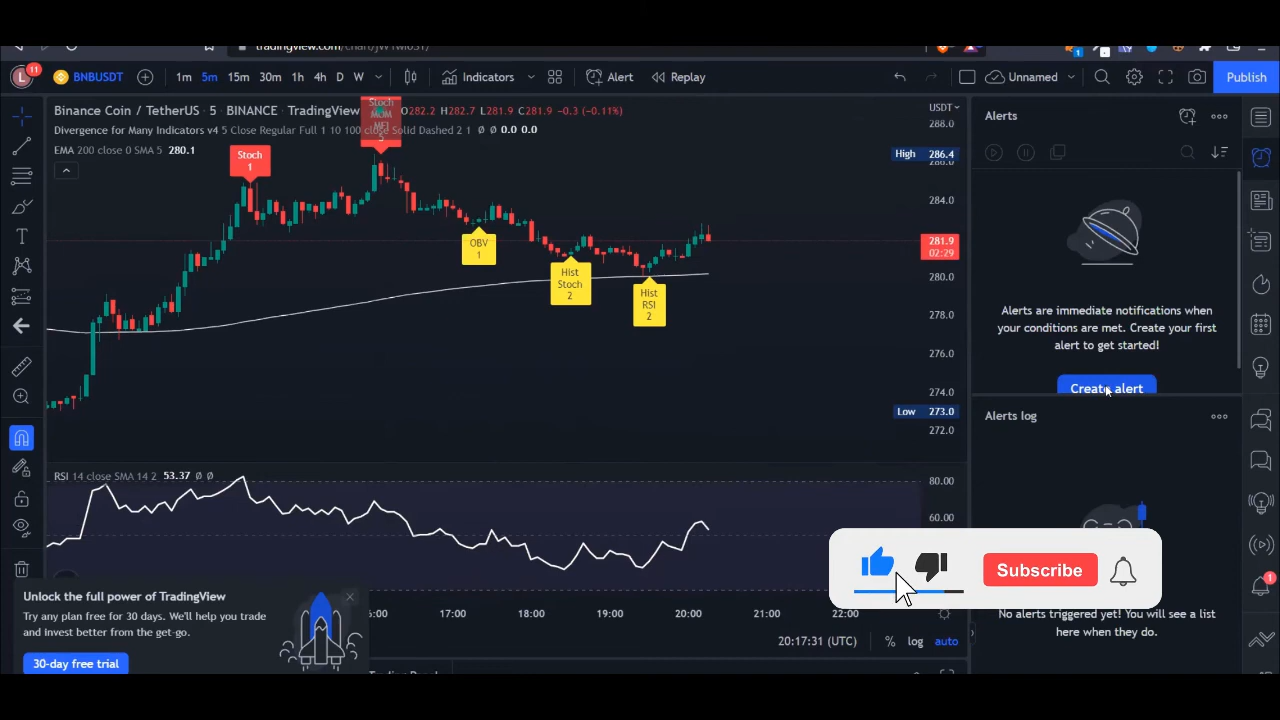 tradingview.com/chart/jW1wI6ST/
L 11 BNBUSDT 1m 5m 15m 30m 1h 4h D W Indicators Alert Replay Unnamed Publish
Binance Coin / TetherUS · 5 · BINANCE · TradingView O282.2 H282.7 L281.9 C281.9 -0.3 (-0.11%)
Divergence for Many Indicators v4 5 Close Regular Full 1 10 100 close Solid Dashed 2 1 Ø Ø 0.0 0.0
EMA 200 close 0 SMA 5 280.1
Stoch
MOM
MFI
5
Stoch
1
OBV
1
Hist
Stoch
2
Hist
RSI
2
USDT
288.0
High 286.4
286.0
284.0
281.9
02:29
280.0
278.0
276.0
274.0
Low 273.0
272.0
RSI 14 close SMA 14 2 53.37 Ø Ø
80.00
60.00
Alerts
Alerts are immediate notifications when
your conditions are met. Create your first
alert to get started!
Create alert
Alerts log
Subscribe
No alerts triggered yet! You will see a list
here when they do.
1
1
Unlock the full power of TradingView
Try any plan free for 30 days. We'll help you trade
and invest better from the get-go.
30-day free trial
17:00 18:00 19:00 20:00 21:00 22:00
20:17:31 (UTC) % log auto